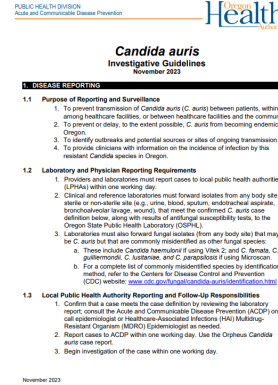 PUBLIC HEALTH DIVISION
Acute and Communicable Disease Prevention
Oregon
Health
Authority
Candida auris
Investigative Guidelines
November 2023
1. DISEASE REPORTING
1.1 Purpose of Reporting and Surveillance
1. To prevent transmission of Candida auris (C. auris) between patients, within
among healthcare facilities, or between healthcare facilities and the commun
2. To prevent or delay, to the extent possible, C. auris from becoming endemic
Oregon.
3. To identify outbreaks and potential sources or sites of ongoing transmission.
4. To provide clinicians with information on the incidence of infection by this
resistant Candida species in Oregon.
1.2 Laboratory and Physician Reporting Requirements
1. Providers and laboratories must report cases to local public health authorities
(LPHAs) within one working day.
2. Clinical and reference laboratories must forward isolates from any body site
sterile or non-sterile site (e.g., urine, blood, sputum, endotracheal aspirate,
bronchoalveolar lavage, wound), that meet the confirmed C. auris case
definition below, along with results of antifungal susceptibility tests, to the
Oregon State Public Health Laboratory (OSPHL).
3. Laboratories must also forward fungal isolates (from any body site) that may
be C. auris but that are commonly misidentified as other fungal species:
a. These include Candida haemulonii if using Vitek 2; and C. famata, C.
guilliermondii, C. lusitaniae, and C. parapsilosis if using Microscan.
b. For a complete list of commonly misidentified species by identification
method, refer to the Centers for Disease Control and Prevention
(CDC) website: www.cdc.gov/fungal/candida-auris/identification.html
1.3 Local Public Health Authority Reporting and Follow-Up Responsibilities
1. Confirm that a case meets the case definition by reviewing the laboratory
report; consult the Acute and Communicable Disease Prevention (ACDP) on
call epidemiologist or Healthcare-Associated Infections (HAI) Multidrug-
Resistant Organism (MDRO) Epidemiologist as needed.
2. Report cases to ACDP within one working day. Use the Orpheus Candida
auris case report.
3. Begin investigation of the case within one working day.
November 2023